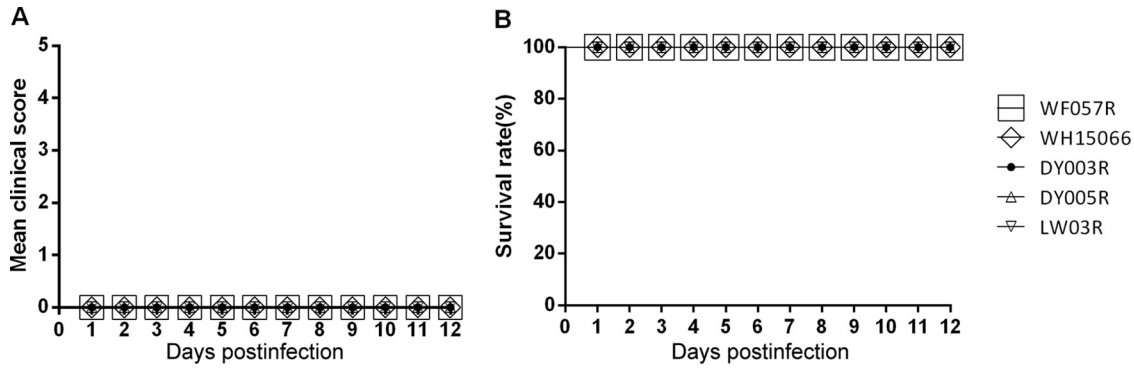 A
Mean clinical score
5
4
3
2
1
0
0 1 2 3 4 5 6 7 8 9 10 11 12
Days postinfection
B
Survival rate(%)
100
80
60
40
20
0
0 1 2 3 4 5 6 7 8 9 10 11 12
Days postinfection
WF057R
WH15066
DY003R
DY005R
LW03R